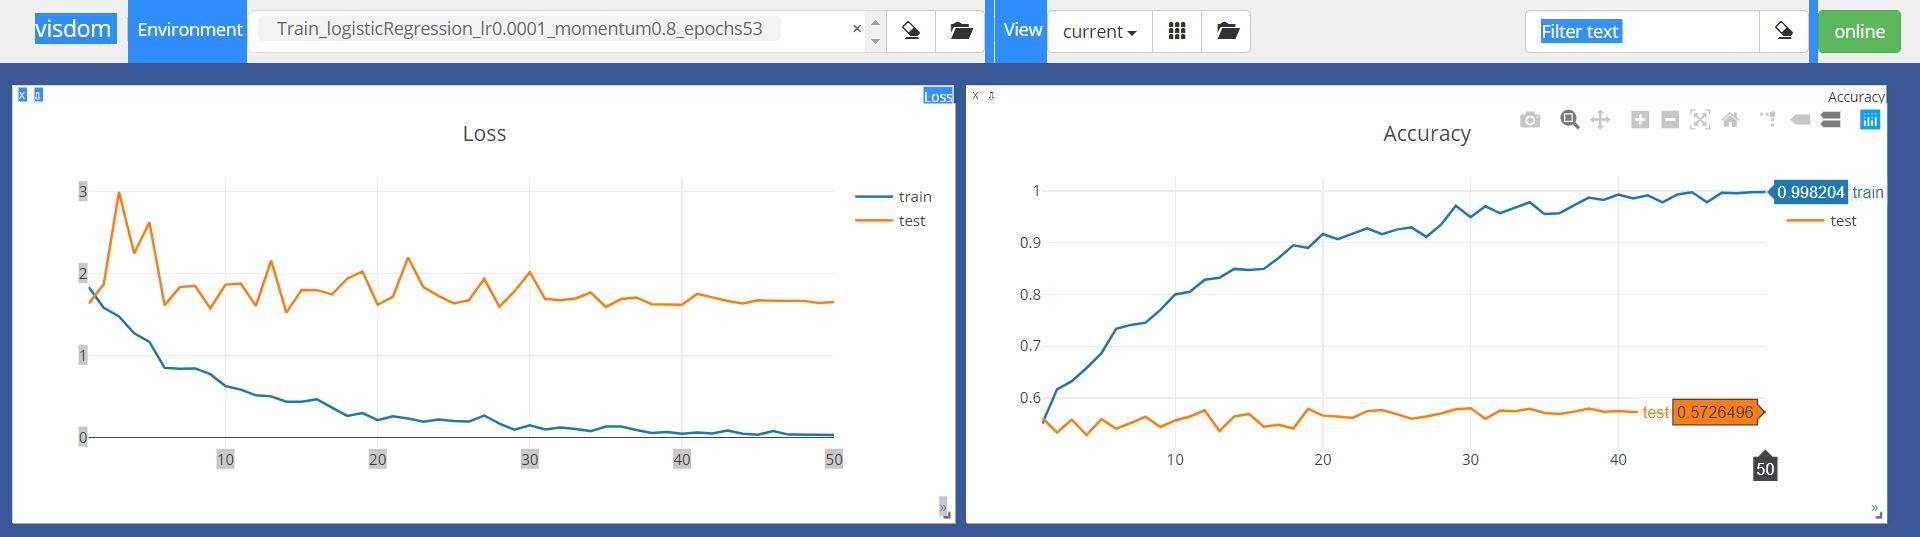 visdom Environment Train_logisticRegression_lr0.0001_momentum0.8_epochs53 × View current Filter text online
x Loss
Loss
3
2
1
0
10 20 30 40 50
train
test
»
x Accuracy
Accuracy
1
0.9
0.8
0.7
0.6
10 20 30 40 50
0.998204 train
test
test 0.5726496
»